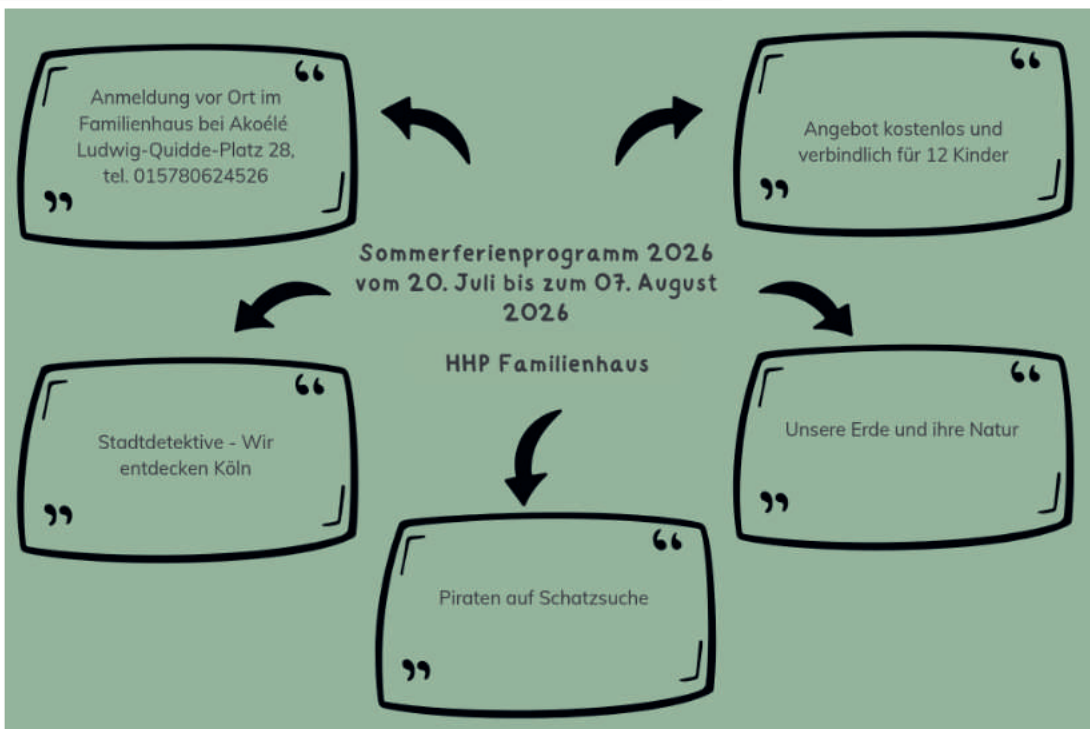 Anmeldung vor Ort im
Familienhaus bei Akoélé
Ludwig-Quidde-Platz 28,
tel. 015780624526
Angebot kostenlos und
verbindlich für 12 Kinder
Sommerferienprogramm 2026
vom 20. Juli bis zum 07. August
2026
HHP Familienhaus
Stadtdetektive - Wir
entdecken Köln
Unsere Erde und ihre Natur
Piraten auf Schatzsuche